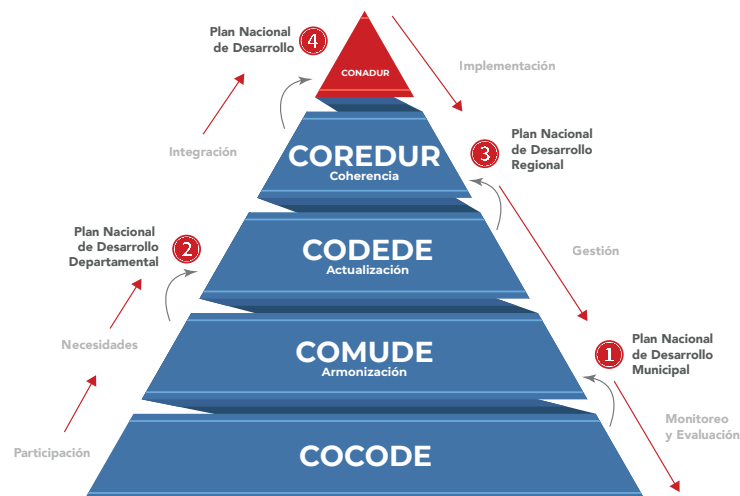 Plan Nacional
de Desarrollo
4
CONADUR
Implementación
Integración
COREDUR
Coherencia
3
Plan Nacional
de Desarrollo
Regional
Plan Nacional
de Desarrollo
Departamental
2
CODEDE
Actualización
Gestión
Necesidades
COMUDE
Armonización
1
Plan Nacional
de Desarrollo
Municipal
Participación
COCODE
Monitoreo
y Evaluación